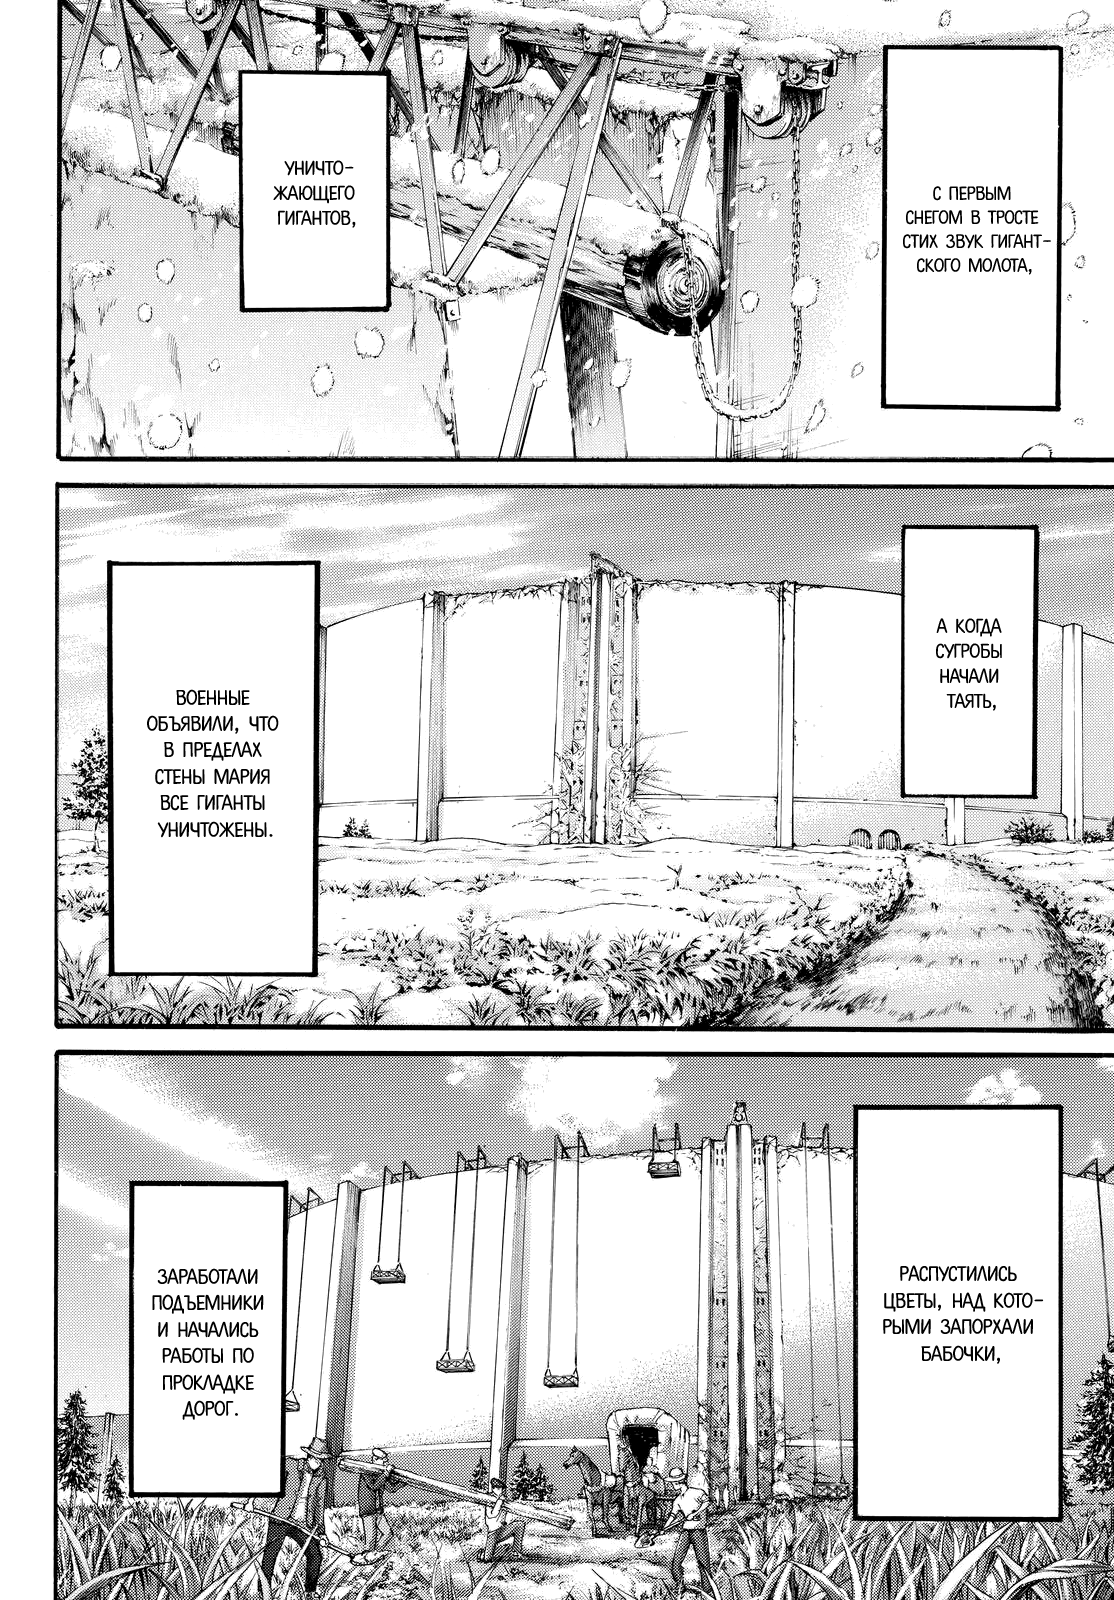 С ПЕРВЫМ
СНЕГОМ В ТРОСТЕ
СТИХ ЗВУК ГИГАНТ-
СКОГО МОЛОТА,
УНИЧТО-
ЖАЮЩЕГО
ГИГАНТОВ,
А КОГДА
СУГРОБЫ
НАЧАЛИ
ТАЯТЬ,
ВОЕННЫЕ
ОБЪЯВИЛИ, ЧТО
В ПРЕДЕЛАХ
СТЕНЫ МАРИЯ
ВСЕ ГИГАНТЫ
УНИЧТОЖЕНЫ.
РАСПУСТИЛИСЬ
ЦВЕТЫ, НАД КОТО-
РЫМИ ЗАПОРХАЛИ
БАБОЧКИ,
ЗАРАБОТАЛИ
ПОДЪЕМНИКИ
И НАЧАЛИСЬ
РАБОТЫ ПО
ПРОКЛАДКЕ
ДОРОГ.